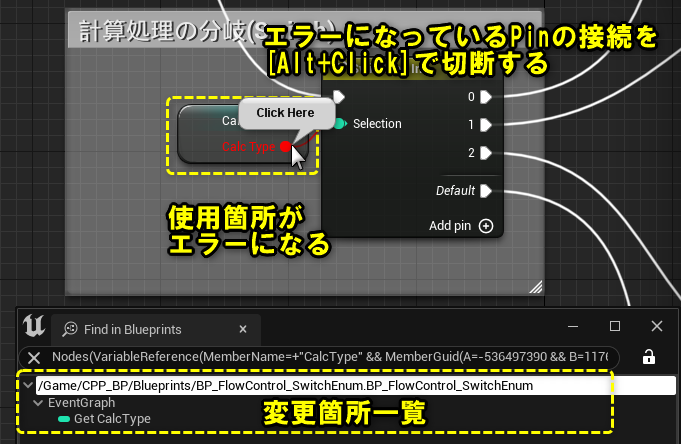 計算処理の分岐(Switch)
エラーになっているPinの接続を
[Alt+Click]で切断する
0
Click Here
1
Selection
CalcType
2
Default
Add pin
使用箇所が
エラーになる
Find in Blueprints
Nodes(VariableReference(MemberName=+"CalcType" && MemberGuid(A=-536497390 && B=1176
/Game/CPP_BP/Blueprints/BP_FlowControl_SwitchEnum.BP_FlowControl_SwitchEnum
EventGraph
Get CalcType
変更箇所一覧